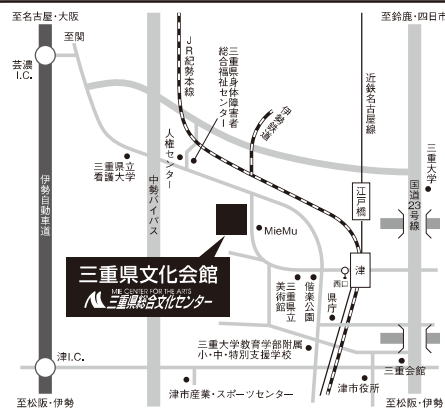 至名古屋・大阪
至鈴鹿・四日市
至関
芸濃
I.C.
JR紀勢本線
三重県身体障害者
総合福祉センター
伊勢鉄道
近鉄名古屋線
人権センター
三重県立
看護大学
三重大学
伊勢自動車道
中勢バイパス
江戸橋
国道23号線
MieMu
三重県文化会館
MIE CENTER FOR THE ARTS
三重県総合文化センター
津
西口
三重県立
美術館
偕楽公園
県庁
三重大学教育学部附属
小・中・特別支援学校
津I.C.
三重会館
津市産業・スポーツセンター
津市役所
至松阪・伊勢
至松阪・伊勢